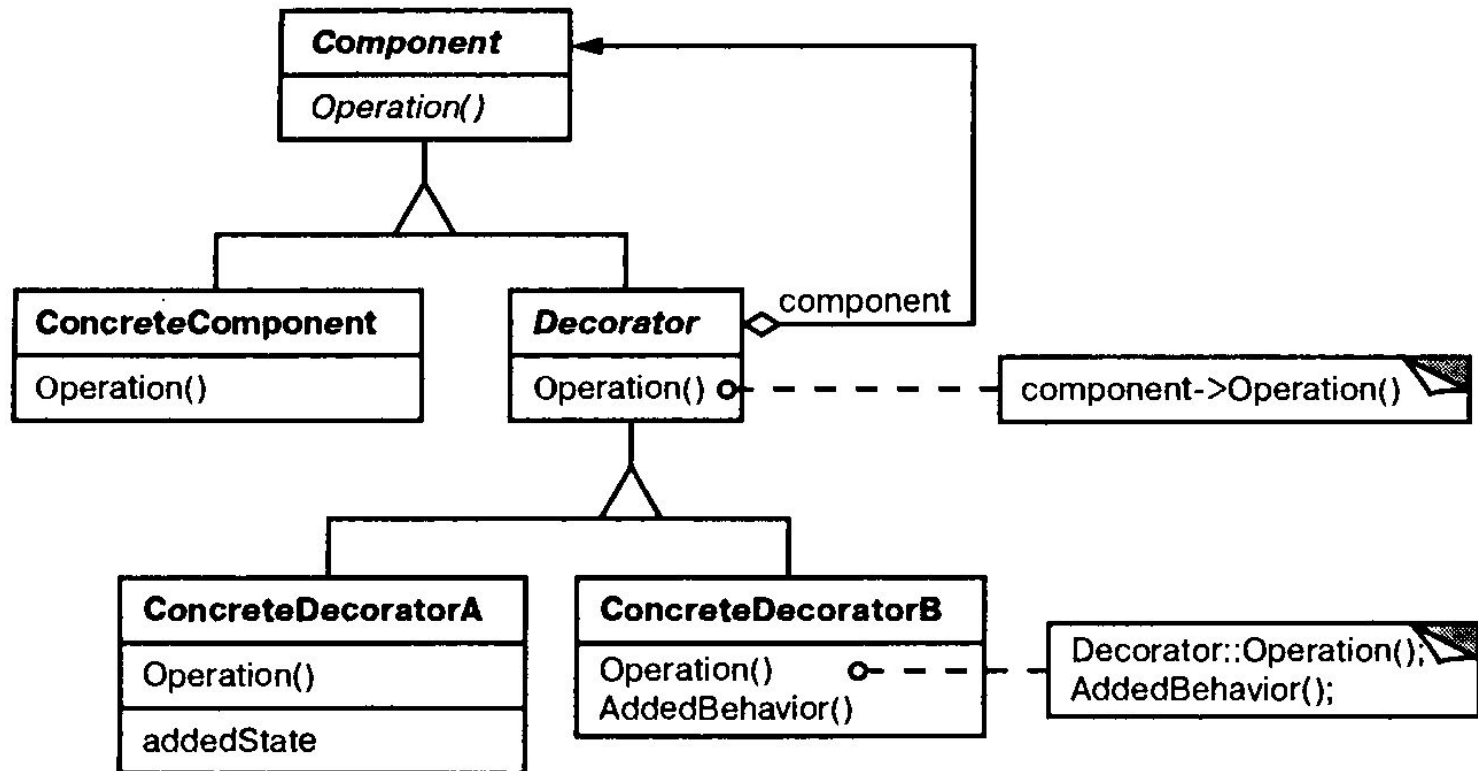 Component
Operation()
ConcreteComponent
Operation()
Decorator
Operation()
component
component->Operation()
ConcreteDecoratorA
Operation()
addedState
ConcreteDecoratorB
Operation()
AddedBehavior()
Decorator::Operation();
AddedBehavior();